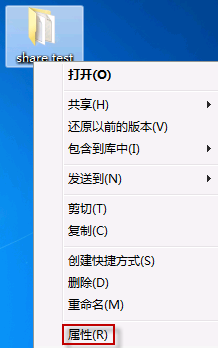 share test
打开(O)
共享(H)
还原以前的版本(V)
包含到库中(I)
发送到(N)
剪切(T)
复制(C)
创建快捷方式(S)
删除(D)
重命名(M)
属性(R)